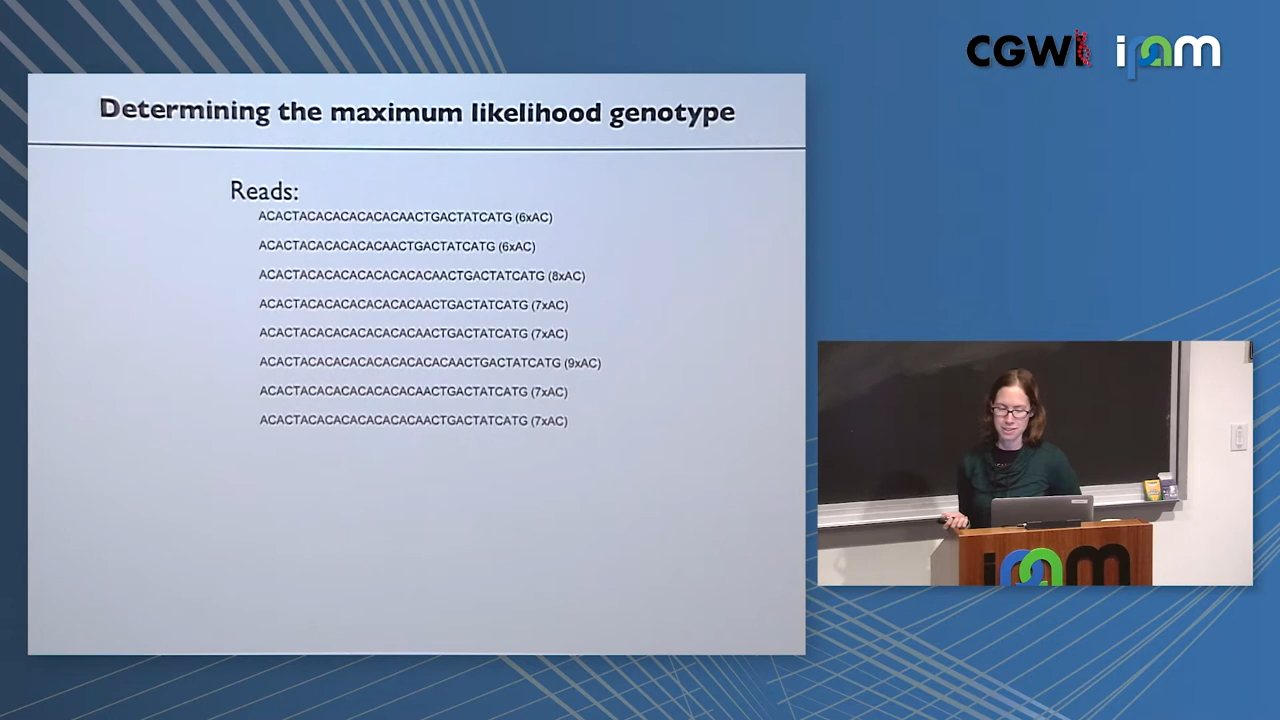 CGWI ipam
Determining the maximum likelihood genotype
Reads:
ACACTACACACACACACAACTGACTATCATG (6xAC)
ACACTACACACACACAACTGACTATCATG (6xAC)
ACACTACACACACACACACACAACTGACTATCATG (8xAC)
ACACTACACACACACACACAACTGACTATCATG (7xAC)
ACACTACACACACACACACAACTGACTATCATG (7xAC)
ACACTACACACACACACACACACAACTGACTATCATG (9xAC)
ACACTACACACACACACACAACTGACTATCATG (7xAC)
ACACTACACACACACACACAACTGACTATCATG (7xAC)
ipam